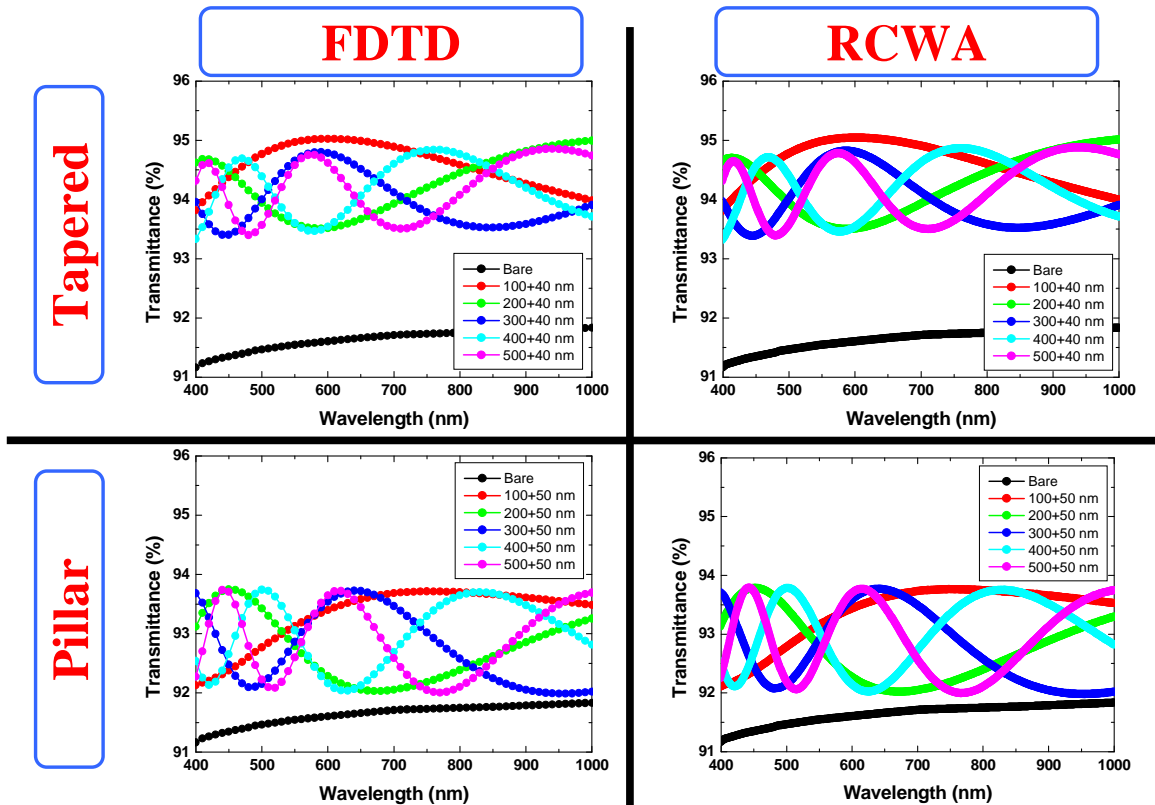 FDTD
RCWA
Tapered
Transmittance (%)
96
95
94
93
92
91
400 500 600 700 800 900 1000
Wavelength (nm)
Bare
100+40 nm
200+40 nm
300+40 nm
400+40 nm
500+40 nm
Transmittance (%)
96
95
94
93
92
91
400 500 600 700 800 900 1000
Wavelength (nm)
Bare
100+40 nm
200+40 nm
300+40 nm
400+40 nm
500+40 nm
Pillar
Transmittance (%)
96
95
94
93
92
91
400 500 600 700 800 900 1000
Wavelength (nm)
Bare
100+50 nm
200+50 nm
300+50 nm
400+50 nm
500+50 nm
Transmittance (%)
96
95
94
93
92
91
400 500 600 700 800 900 1000
Wavelength (nm)
Bare
100+50 nm
200+50 nm
300+50 nm
400+50 nm
500+50 nm